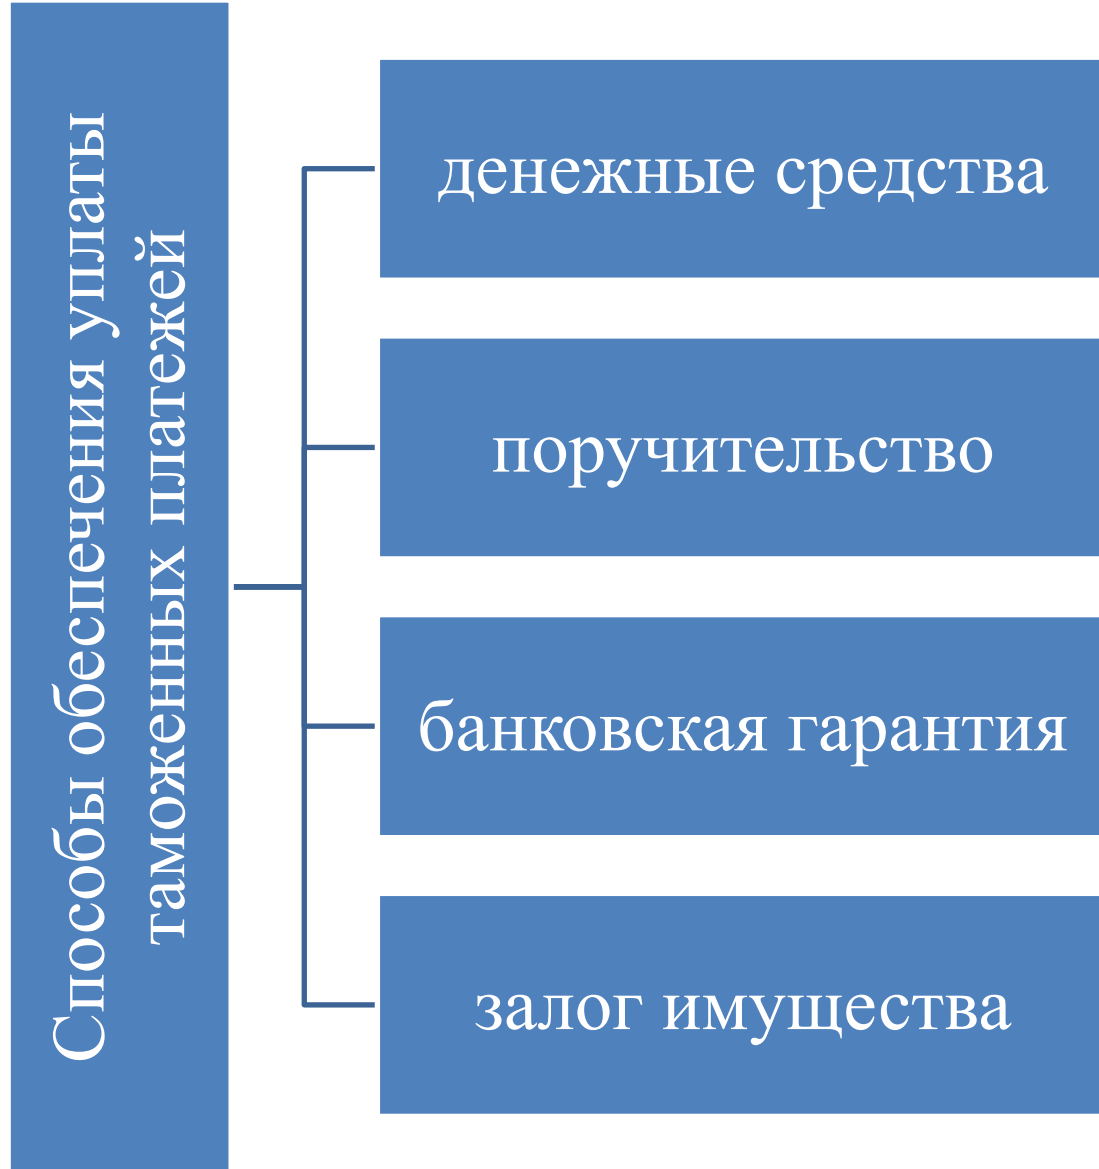 Способы обеспечения уплаты
таможенных платежей
денежные средства
поручительство
банковская гарантия
залог имущества